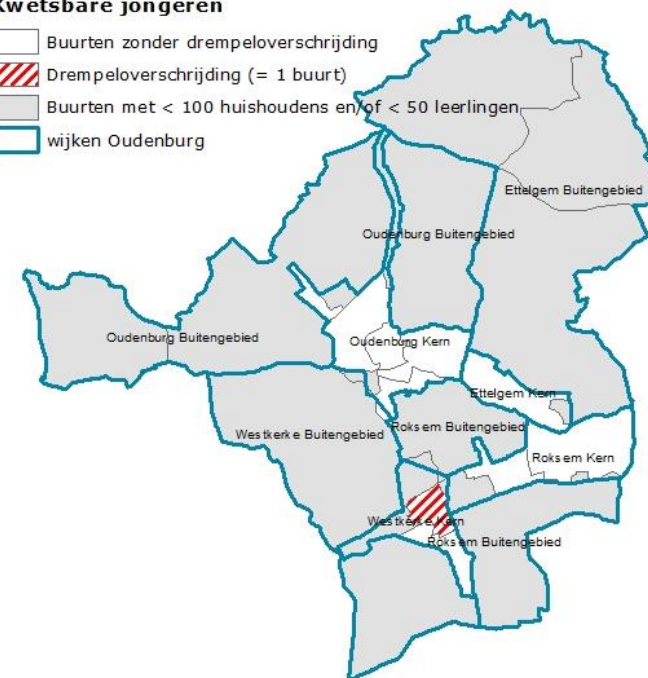 Kwetsbare jongeren
Buurten zonder drempeloverschrijding
Drempeloverschrijding (= 1 buurt)
Buurten met < 100 huishoudens en/of < 50 leerlingen
wijken Oudenburg
Ettelgem Buitengebied
Oudenburg Buitengebied
Oudenburg Buitengebied
Oudenburg Kern
Ettelgem Kern
Westkerke Buitengebied
Roksem Buitengebied
Roksem Kern
Westkerke Kern
Roksem Buitengebied